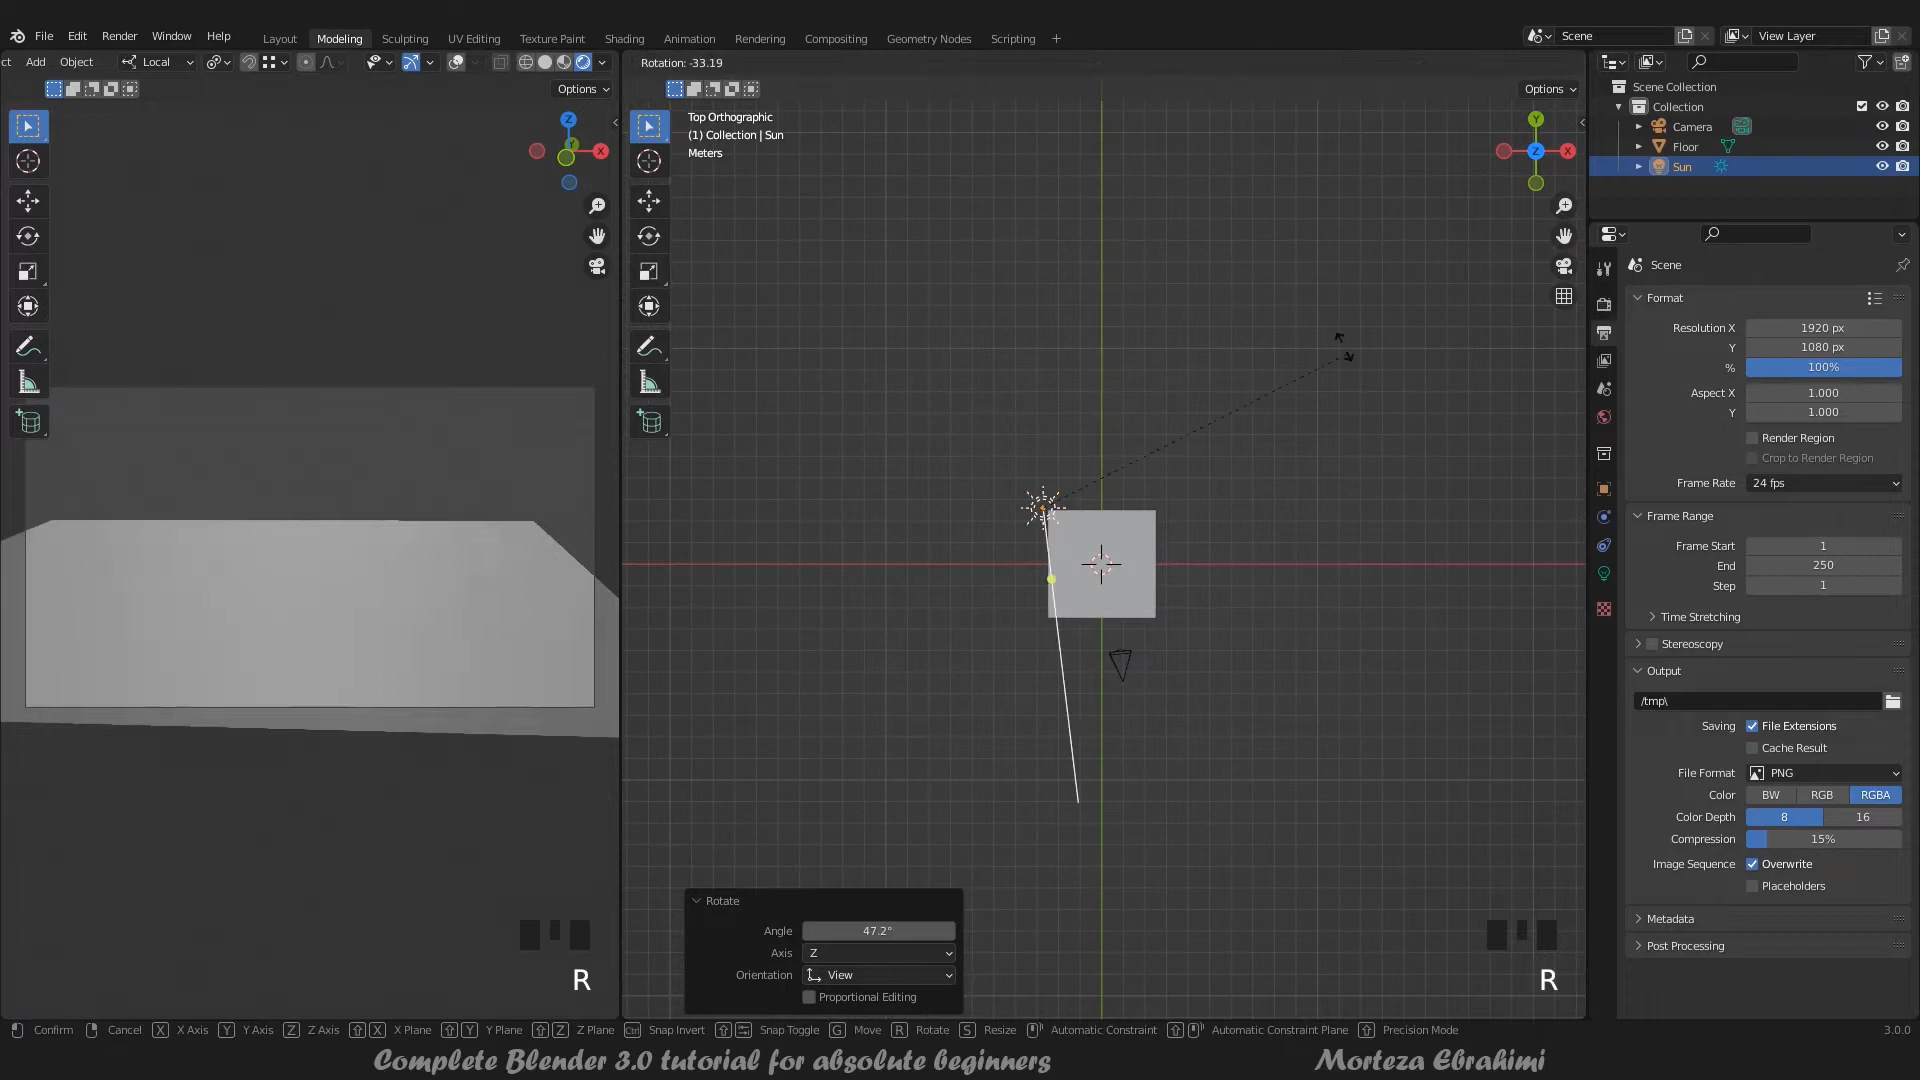 File Edit Render Window Help Layout Modeling Sculpting UV Editing Texture Paint Shading Animation Rendering Compositing Geometry Nodes Scripting + Scene View Layer
ct Add Object Local Rotation: -33.19
Options Options
Top Orthographic
(1) Collection | Sun
Meters
Z
Y
X
Y
Z
X
Scene Collection
Collection
Camera
Floor
Sun
Scene
Format
Resolution X 1920 px
Y 1080 px
% 100%
Aspect X 1.000
Y 1.000
Render Region
Crop to Render Region
Frame Rate 24 fps
Frame Range
Frame Start 1
End 250
Step 1
Time Stretching
Stereoscopy
Output
/tmp\
Saving File Extensions
Cache Result
File Format PNG
Color BW RGB RGBA
Color Depth 8 16
Compression 15%
Image Sequence Overwrite
Placeholders
Metadata
Post Processing
Rotate
Angle 47.2°
Axis Z
Orientation View
Proportional Editing
R R
Confirm Cancel X X Axis Y Y Axis Z Z Axis X X Plane Y Y Plane Z Z Plane Ctrl Snap Invert Snap Toggle G Move R Rotate S Resize Automatic Constraint Automatic Constraint Plane Precision Mode 3.0.0
Complete Blender 3.0 tutorial for absolute beginners Morteza Ebrahimi